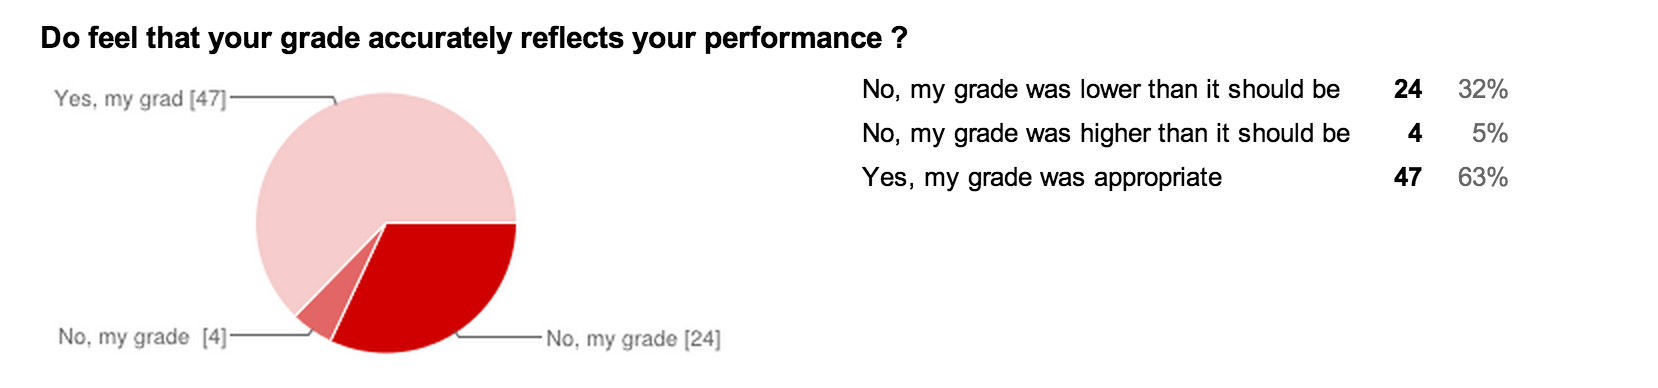 Do feel that your grade accurately reflects your performance ?
Yes, my grad [47]
No, my grade  [4]
No, my grade [24]
No, my grade was lower than it should be 24 32%
No, my grade was higher than it should be 4 5%
Yes, my grade was appropriate 47 63%